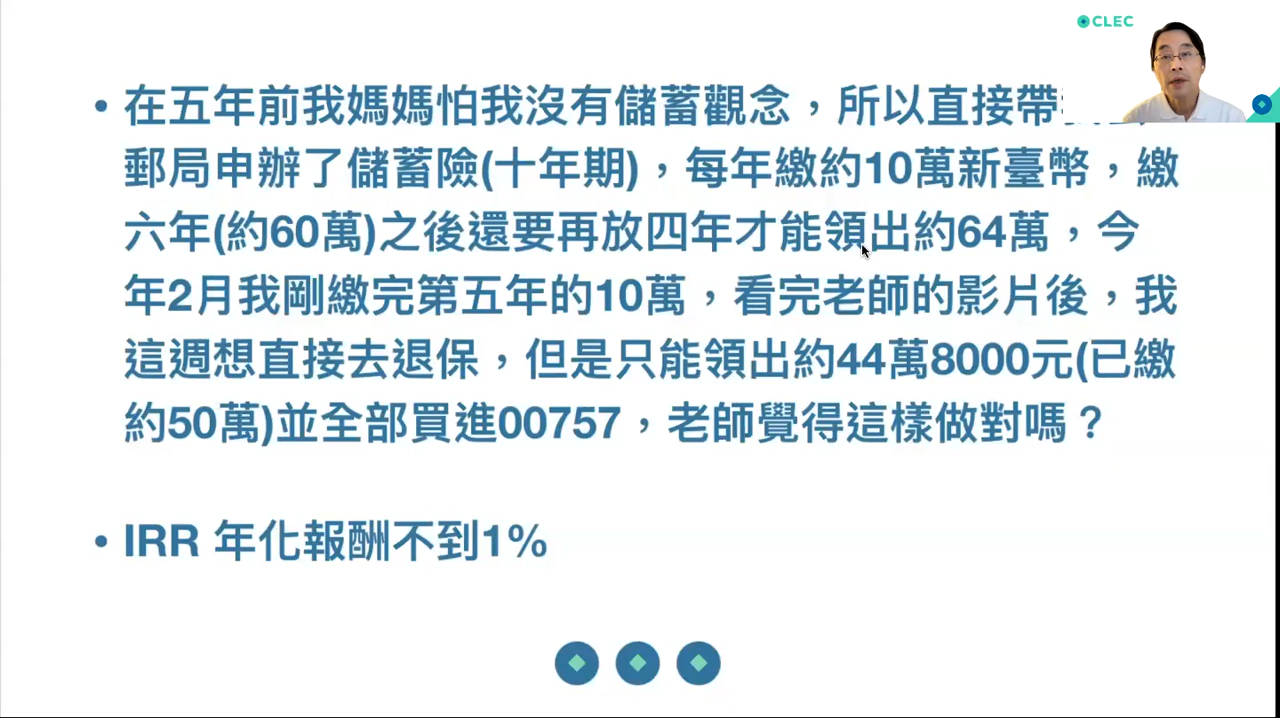 CLEC
• 在五年前我媽媽怕我沒有儲蓄觀念，所以直接帶
郵局申辦了儲蓄險(十年期)，每年繳約10萬新臺幣，繳
六年(約60萬)之後還要再放四年才能領出約64萬，今
年2月我剛繳完第五年的10萬，看完老師的影片後，我
這週想直接去退保，但是只能領出約44萬8000元(已繳
約50萬)並全部買進00757，老師覺得這樣做對嗎？
• IRR 年化報酬不到1%